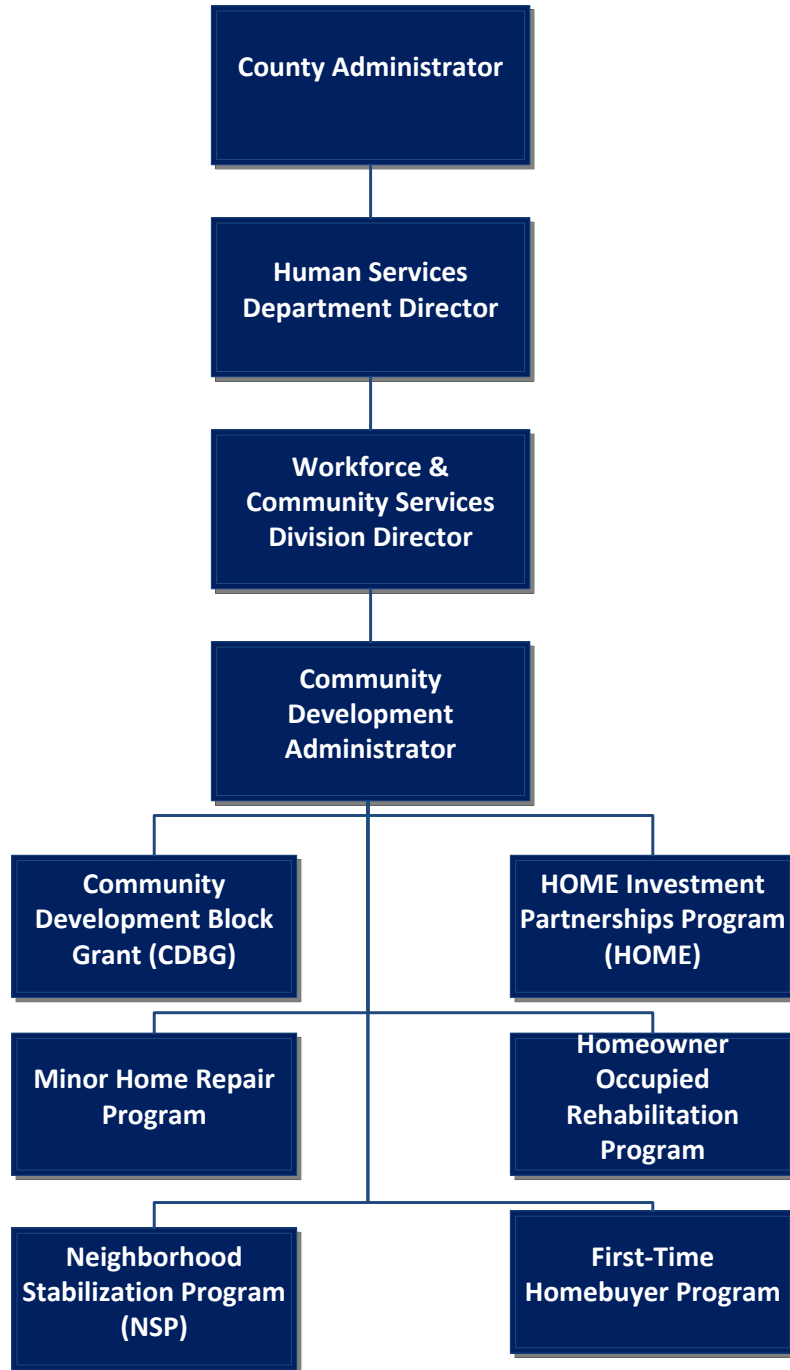 County Administrator
Human Services
Department Director
Workforce &
Community Services
Division Director
Community
Development
Administrator
Community
Development Block
Grant (CDBG)
HOME Investment
Partnerships Program
(HOME)
Minor Home Repair
Program
Homeowner
Occupied
Rehabilitation
Program
Neighborhood
Stabilization Program
(NSP)
First-Time
Homebuyer Program